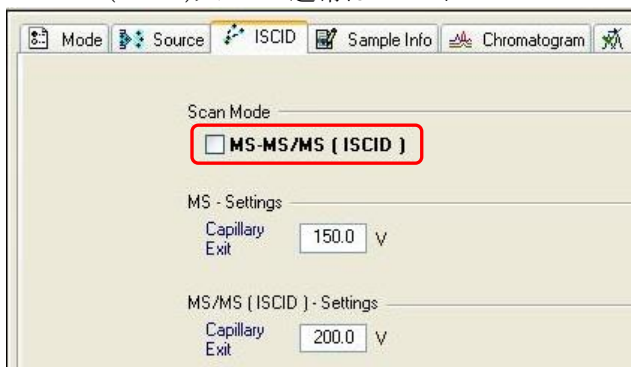 Mode Source ISCID Sample Info Chromatogram
Scan Mode
MS-MS/MS ( ISCID )
MS - Settings
Capillary
Exit 150.0 V
MS/MS ( ISCID ) - Settings
Capillary
Exit 200.0 V